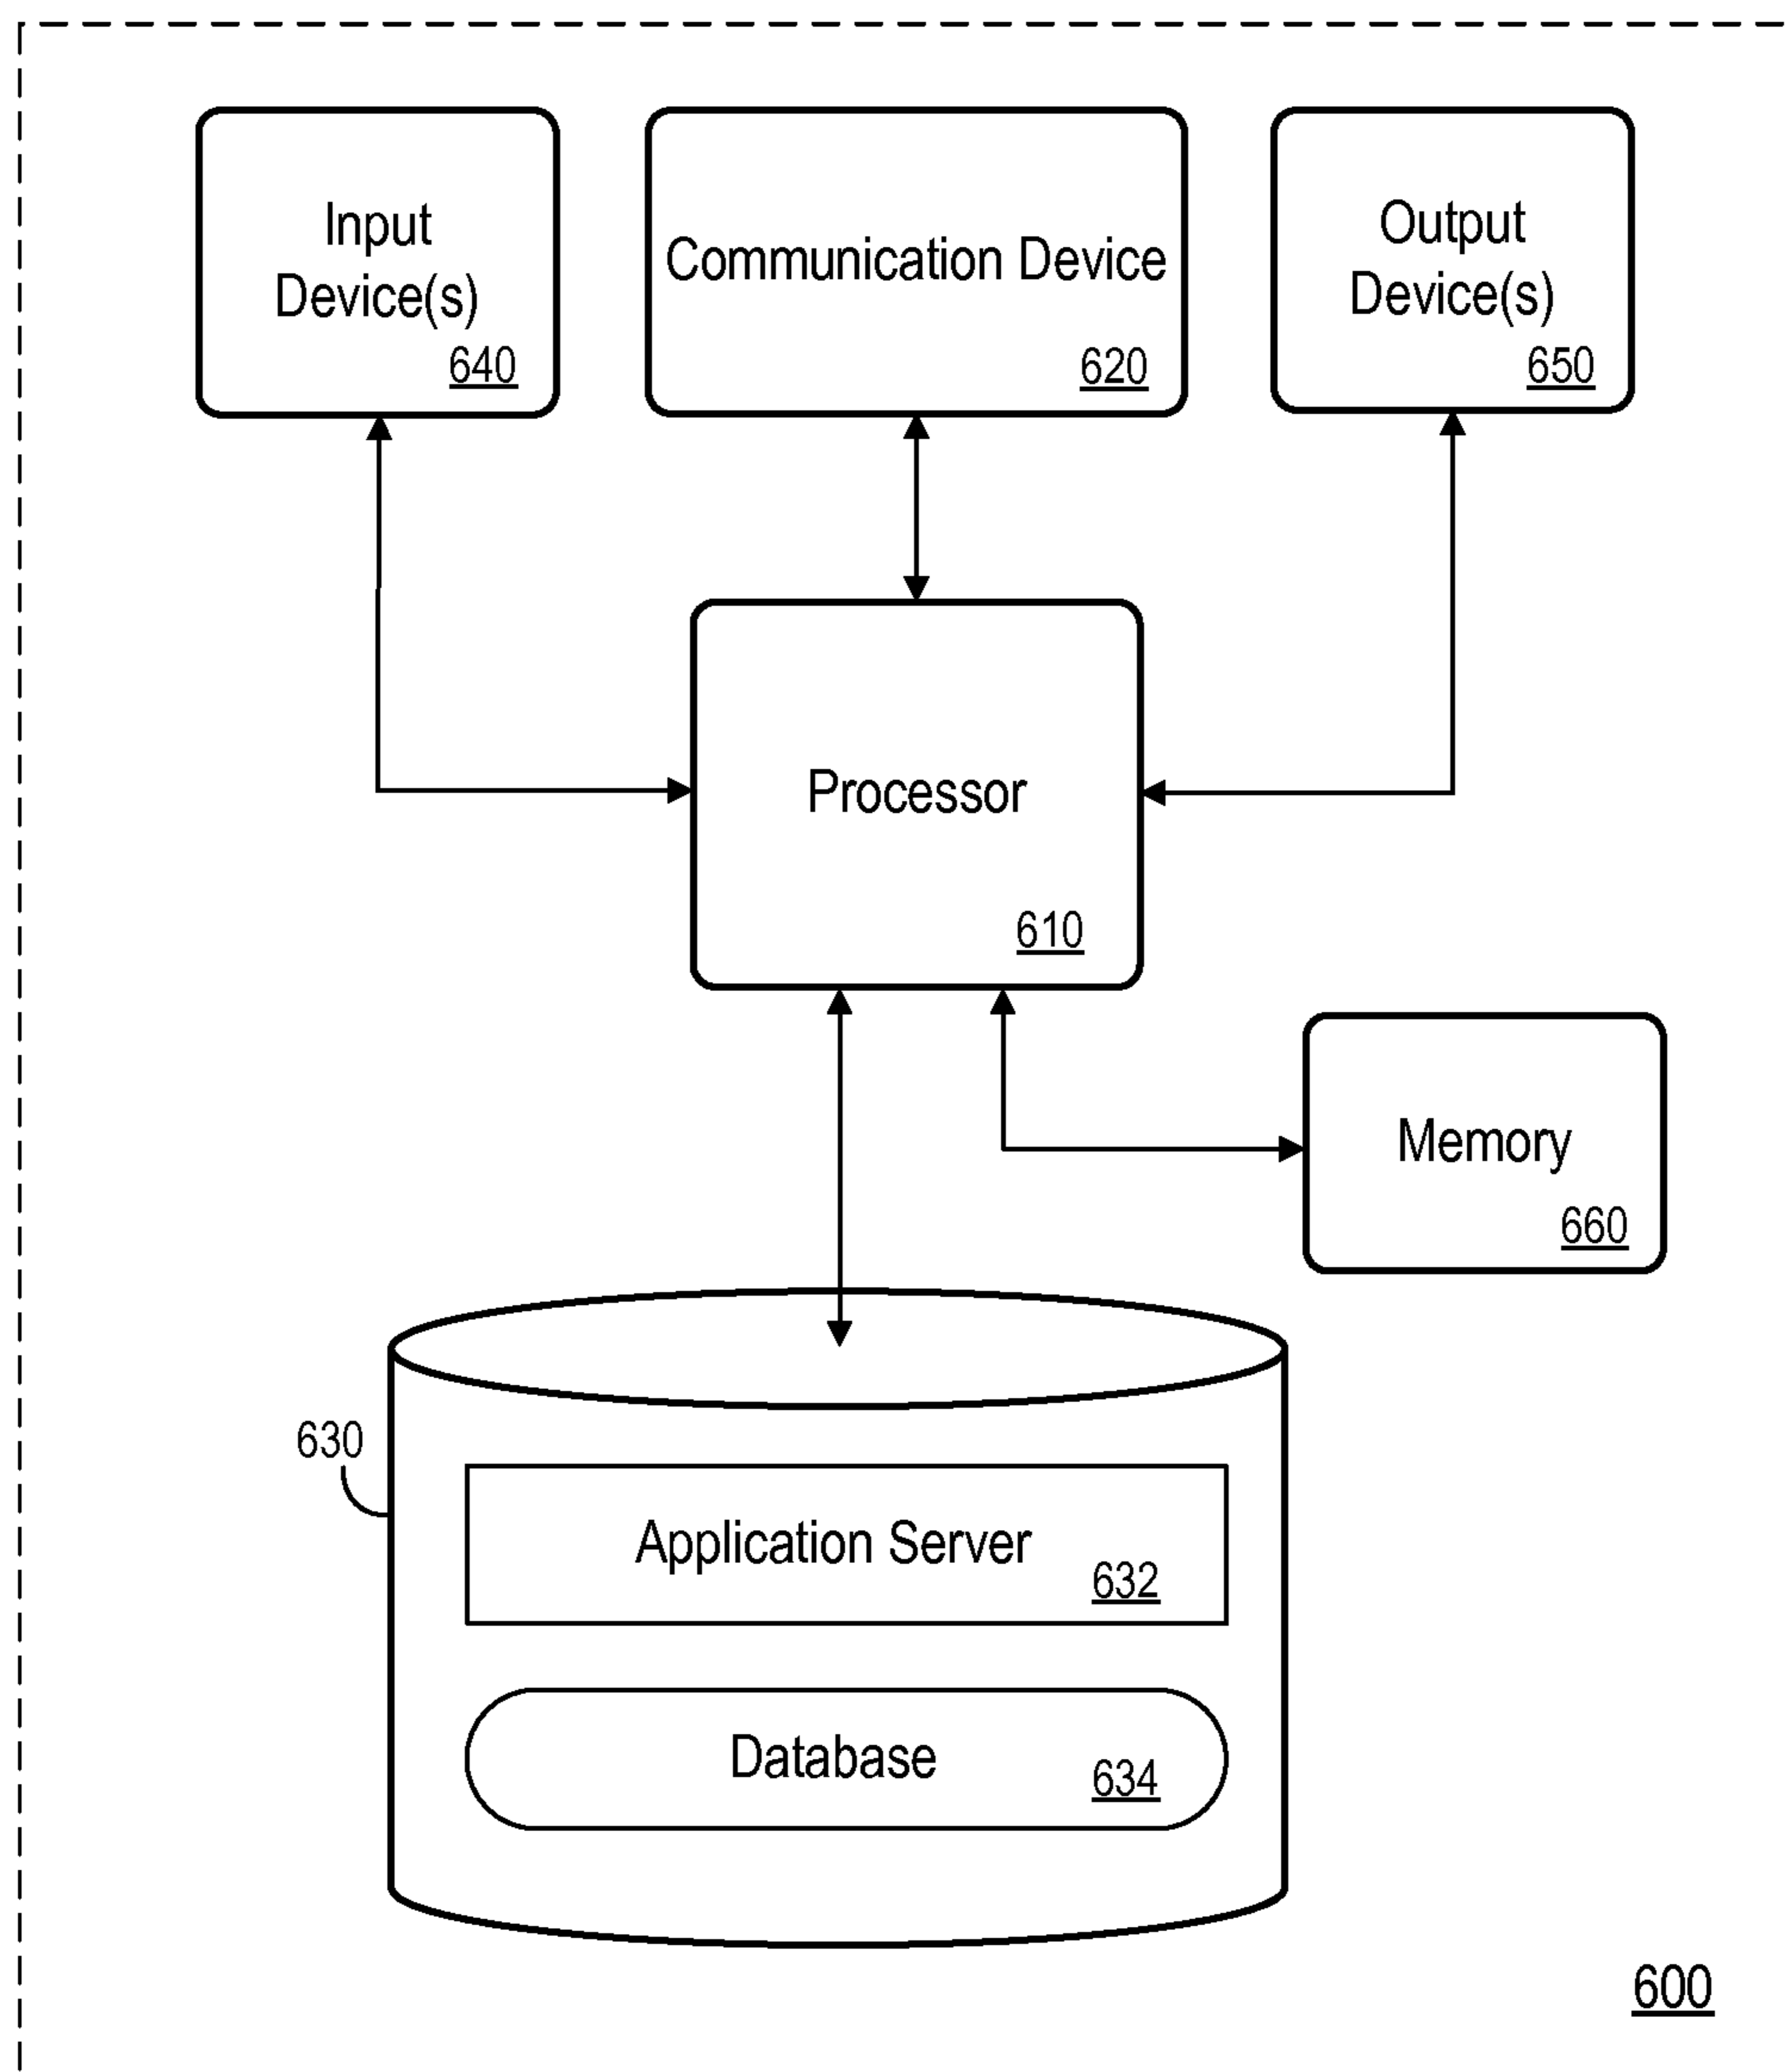 Input
Device(s)
640
Communication Device
620
Output
Device(s)
650
Processor
610
Memory
660
630
Application Server
632
Database
634
600